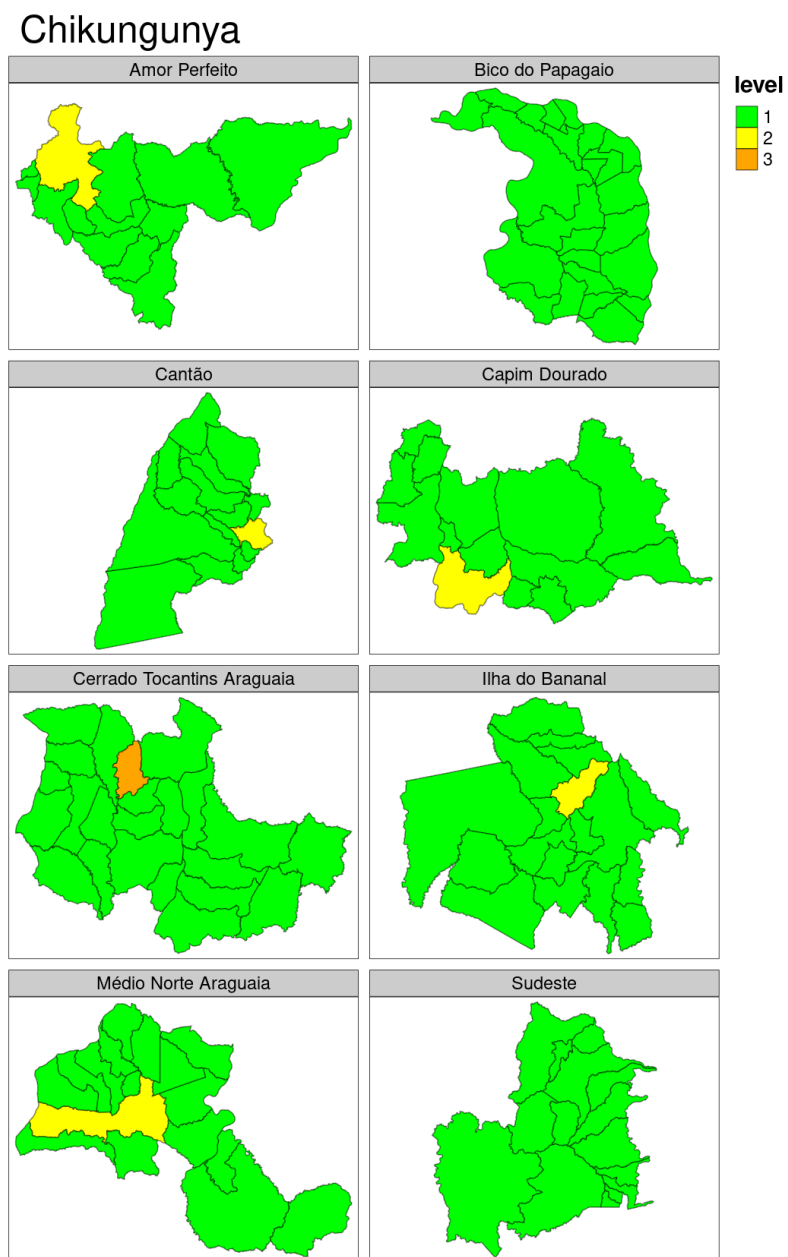 Chikungunya
Amor Perfeito
Bico do Papagaio
level
1
2
3
Cantão
Capim Dourado
Cerrado Tocantins Araguaia
Ilha do Bananal
Médio Norte Araguaia
Sudeste